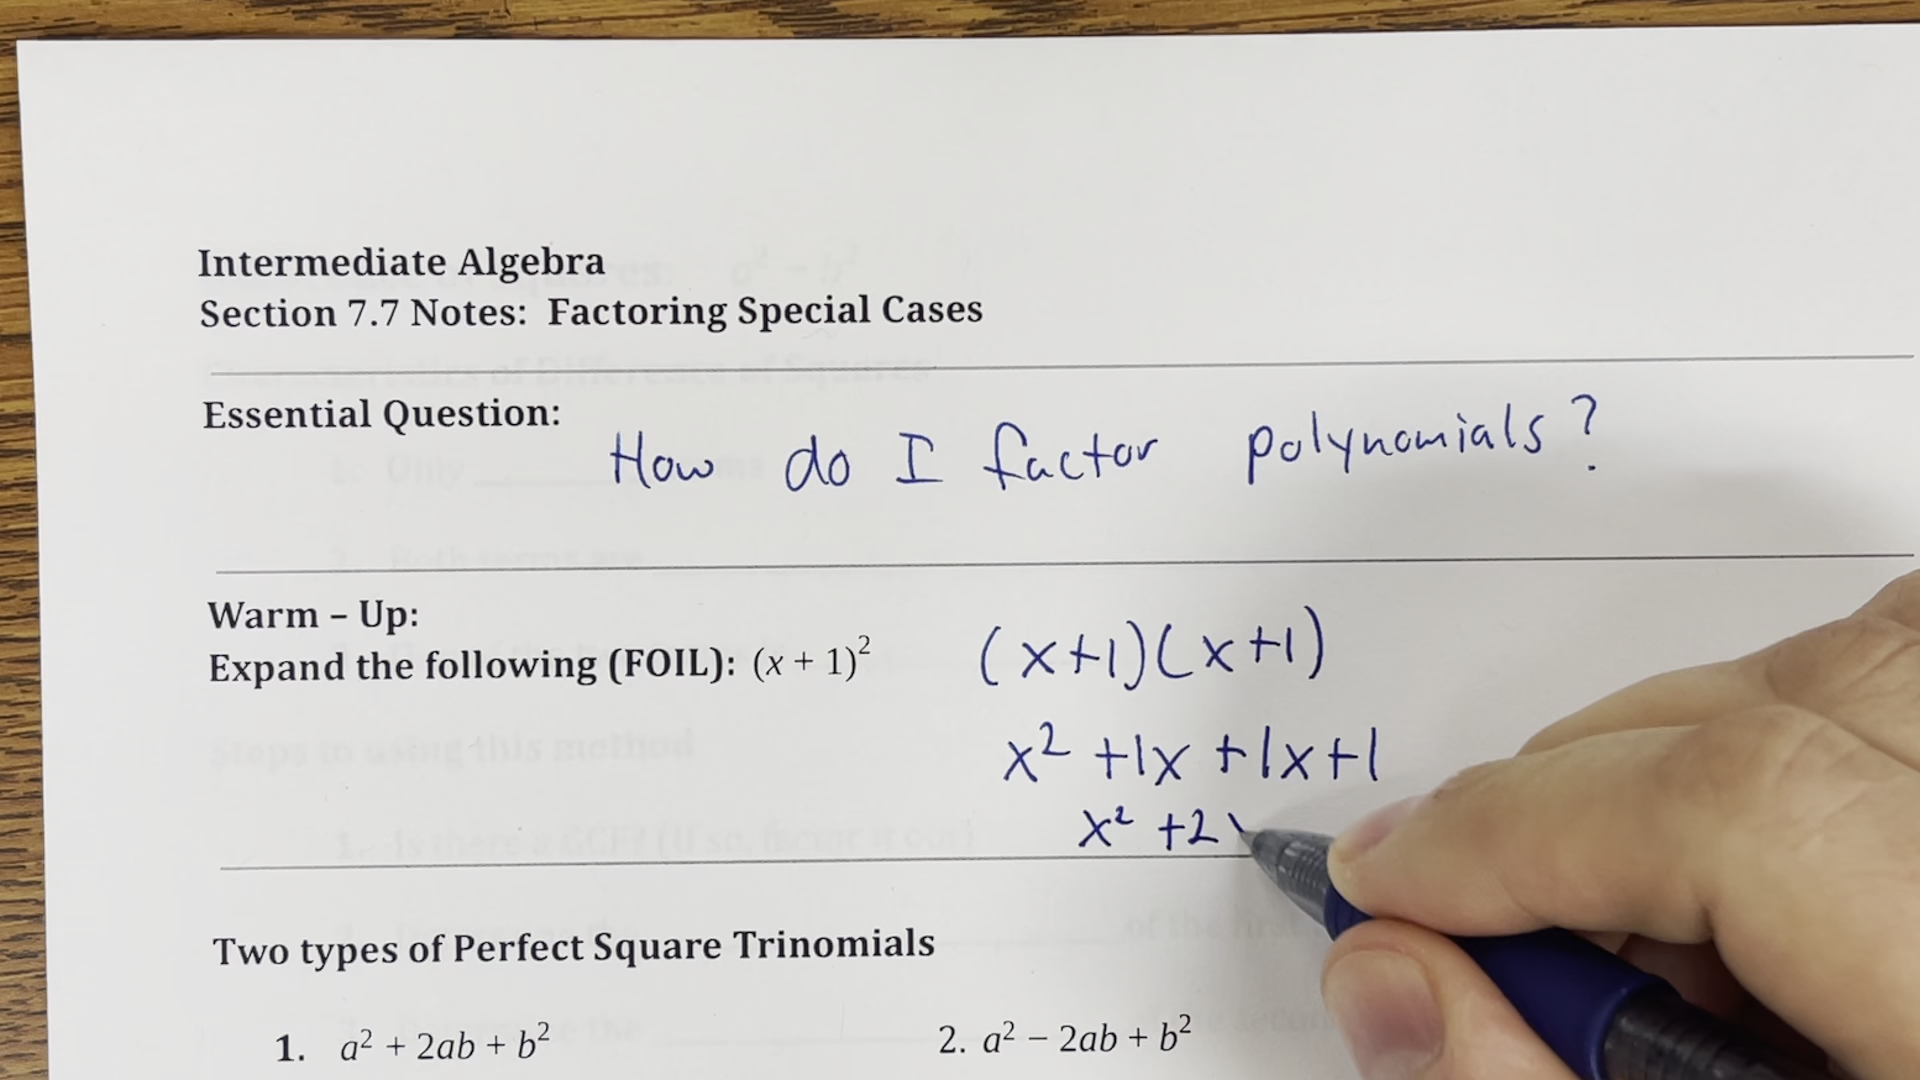 Intermediate Algebra
Section 7.7 Notes: Factoring Special Cases
Essential Question:
How do I factor polynomials?
Warm – Up:
Expand the following (FOIL): (x + 1)² (x+1)(x+1)
x² +1x +1x+1
x² +2
Two types of Perfect Square Trinomials
1. a² + 2ab + b² 2. a² − 2ab + b²